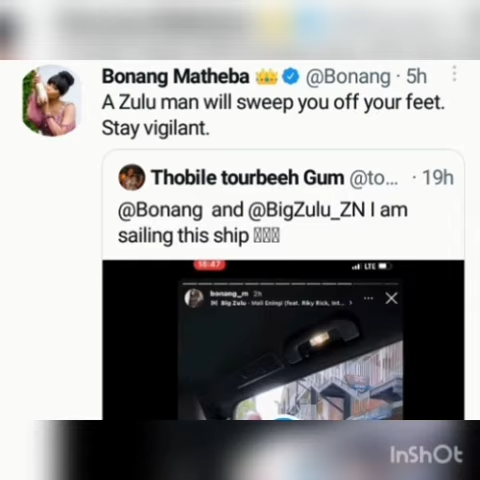 Bonang Matheba 👑 @Bonang · 5h
A Zulu man will sweep you off your feet.
Stay vigilant.
Thobile tourbeeh Gum @to... · 19h
@Bonang and @BigZulu_ZN I am
sailing this ship
16:47
LTE
bonang_m 2h
Big Zulu - Mali Eningi (feat. Riky Rick, Int...
InShOt